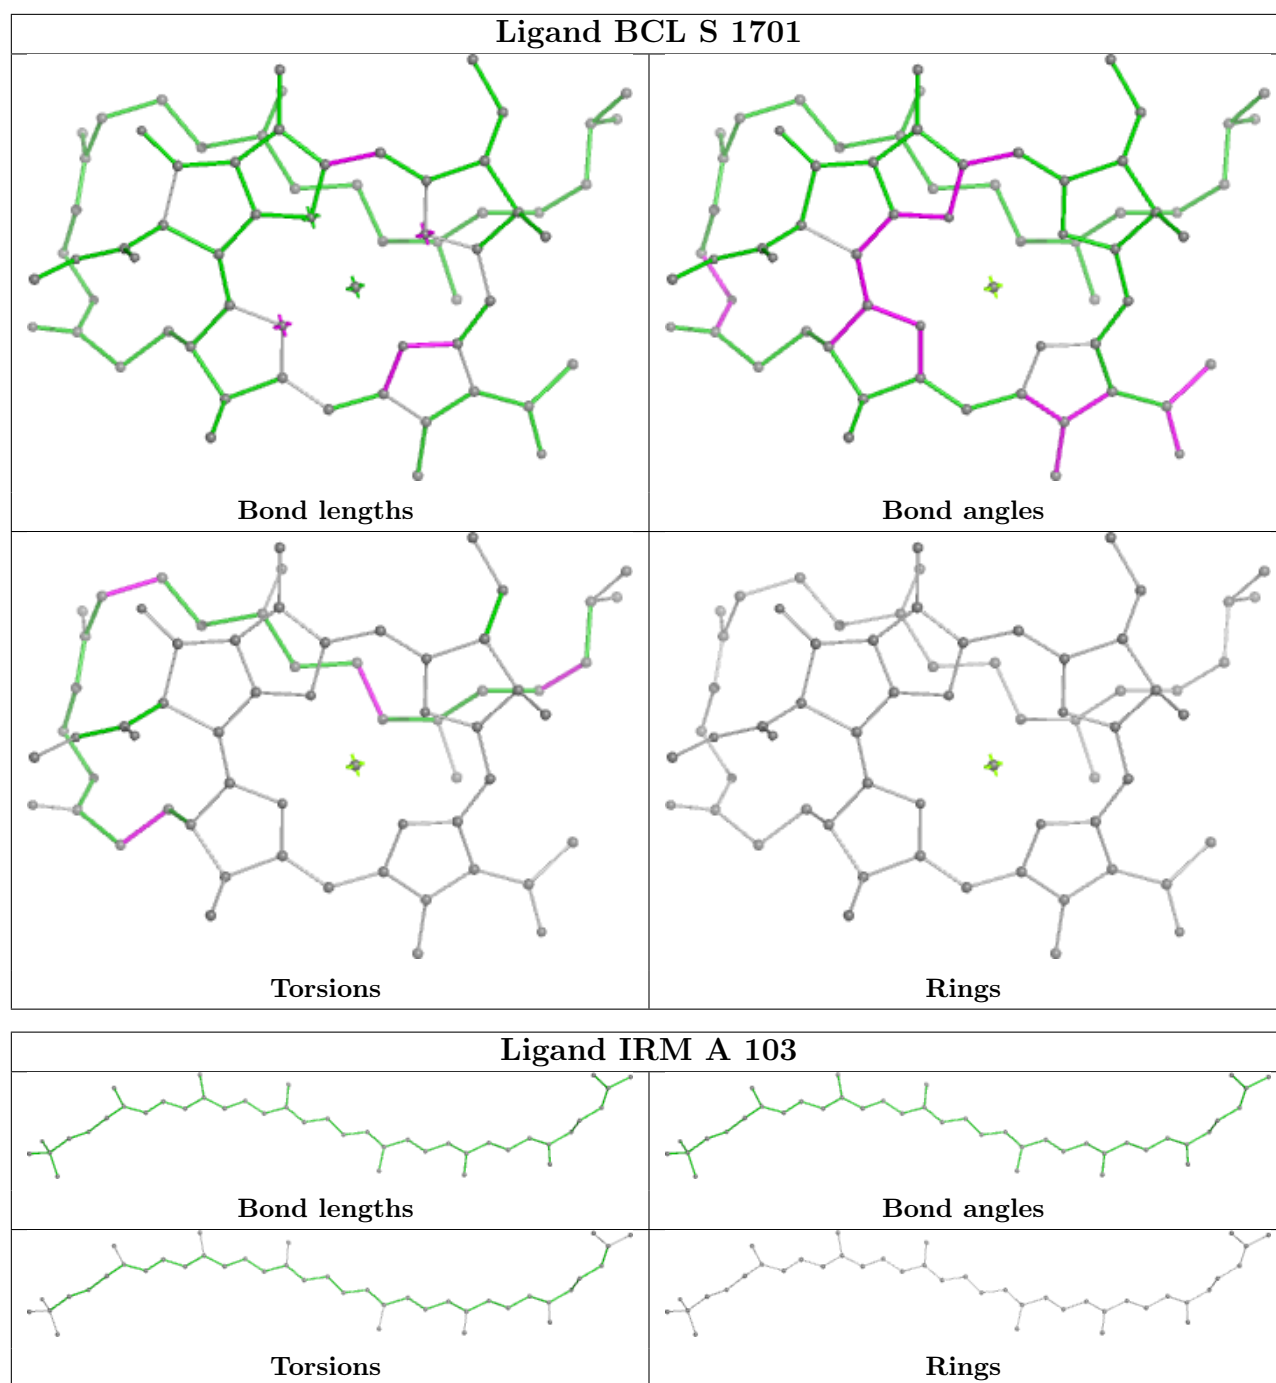 Ligand BCL S 1701
Bond lengths
Bond angles
Torsions
Rings
Ligand IRM A 103
Bond lengths
Bond angles
Torsions
Rings